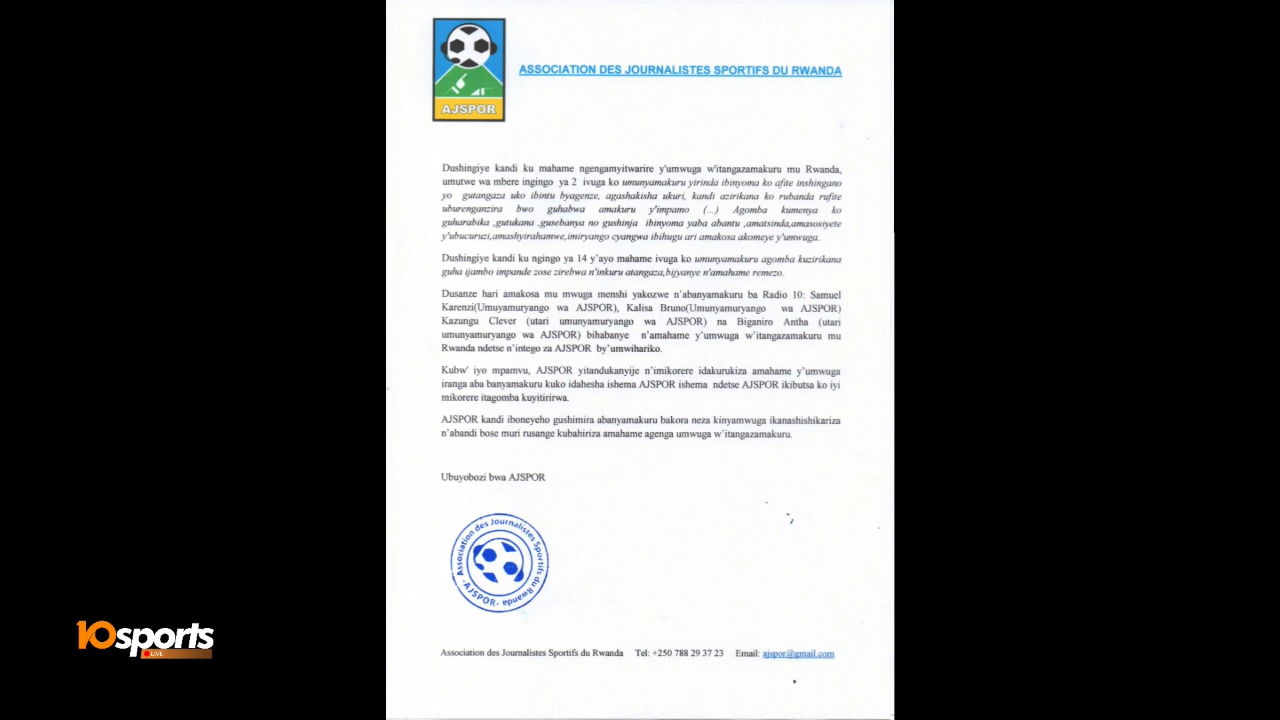 ASSOCIATION DES JOURNALISTES SPORTIFS DU RWANDA
AJSPOR
Dushingiye kandi ku mahame ngengamyitwarire y'umwuga w'itangazamakuru mu Rwanda,
umutwe wa mbere ingingo ya 2 ivuga ko umunyamakuru yirinda ibinyoma ko afite inshingano
yo gutangaza uko ibintu byagenze, agashakisha ukuri, kandi azirikana ko rubanda rufite
uburenganzira bwo guhabwa amakuru y'impamo (...) Agomba kumenya ko
guharabika ,gutukana ,gusebanya no gushinja ibinyoma yaba abantu ,amatsinda,amasosiyete
y'ubucuruzi,amashyirahamwe,imiryango cyangwa ibihugu ari amakosa akomeye y'umwuga.
Dushingiye kandi ku ngingo ya 14 y'ayo mahame ivuga ko umunyamakuru agomba kuzirikana
guha ijambo impande zose zirebwa n'inkuru atangaza,bijyanye n'amahame remezo.
Dusanze hari amakosa mu mwuga menshi yakozwe n'abanyamakuru ba Radio 10: Samuel
Karenzi(Umuyamuryango wa AJSPOR), Kalisa Bruno(Umunyamuryango wa AJSPOR)
Kazungu Clever (utari umunyamuryango wa AJSPOR) na Biganiro Antha (utari
umunyamuryango wa AJSPOR) bihabanye n'amahame y'umwuga w'itangazamakuru mu
Rwanda ndetse n'intego za AJSPOR by'umwihariko.
Kubw' iyo mpamvu, AJSPOR yitandukanyije n'imikorere idakurukiza amahame y'umwuga
iranga aba banyamakuru kuko idahesha ishema AJSPOR ishema ndetse AJSPOR ikibutsa ko iyi
mikorere itagomba kuyitirirwa.
AJSPOR kandi iboneyeho gushimira abanyamakuru bakora neza kinyamwuga ikanashishikariza
n'abandi bose muri rusange kubahiriza amahame agenga umwuga w'itangazamakuru.
Ubuyobozi bwa AJSPOR
Association des Journalistes Sportifs du Rwanda
-AJSPOR-
10sports
LIVE
Association des Journalistes Sportifs du Rwanda Tel: +250 788 29 37 23 Email: ajspor@gmail.com